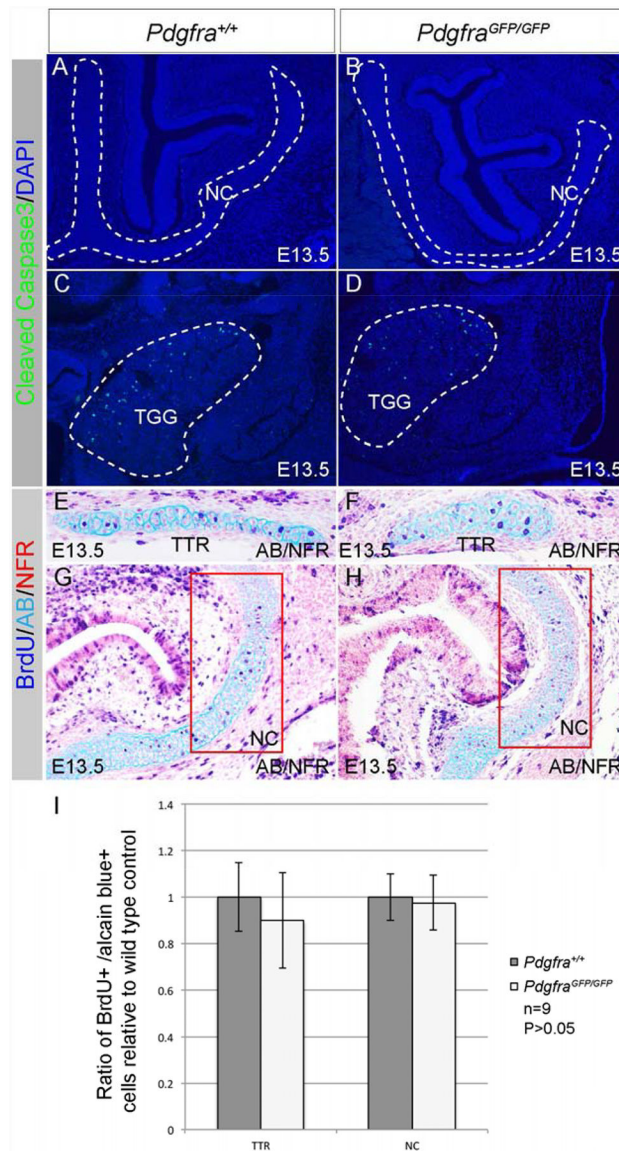 Pdgfra+/+
PdgfraGFP/GFP
Cleaved Caspase3/DAPI
A
NC
E13.5
B
NC
E13.5
C
TGG
E13.5
D
TGG
E13.5
BrdU/AB/NFR
E
E13.5
TTR
AB/NFR
F
E13.5
TTR
AB/NFR
G
NC
E13.5
AB/NFR
H
NC
E13.5
AB/NFR
I
Ratio of BrdU+ /alcain blue+
cells relative to wild type control
1.4
1.2
1
0.8
0.6
0.4
0.2
0
TTR
NC
Pdgfra+/+
PdgfraGFP/GFP
n=9
P>0.05